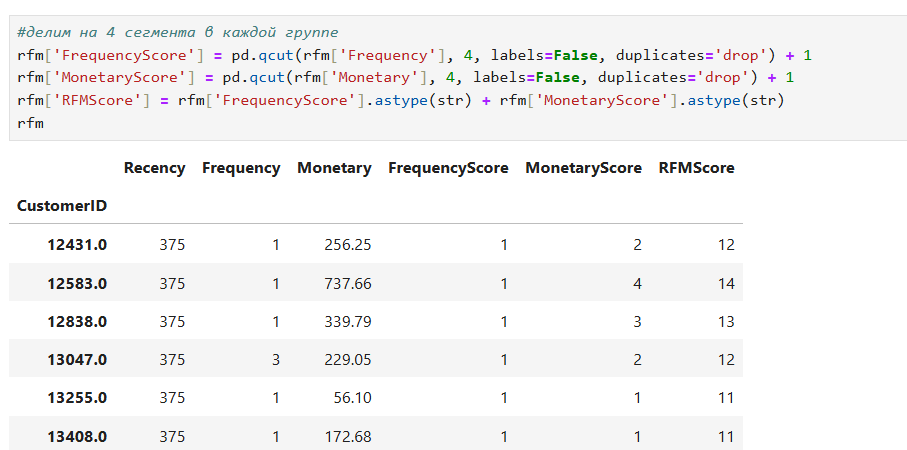 #делим на 4 сегмента в каждой группе
rfm['FrequencyScore'] = pd.qcut(rfm['Frequency'], 4, labels=False, duplicates='drop') + 1
rfm['MonetaryScore'] = pd.qcut(rfm['Monetary'], 4, labels=False, duplicates='drop') + 1
rfm['RFMScore'] = rfm['FrequencyScore'].astype(str) + rfm['MonetaryScore'].astype(str)
rfm
Recency Frequency Monetary FrequencyScore MonetaryScore RFMScore
CustomerID
12431.0 375 1 256.25 1 2 12
12583.0 375 1 737.66 1 4 14
12838.0 375 1 339.79 1 3 13
13047.0 375 3 229.05 1 2 12
13255.0 375 1 56.10 1 1 11
13408.0 375 1 172.68 1 1 11